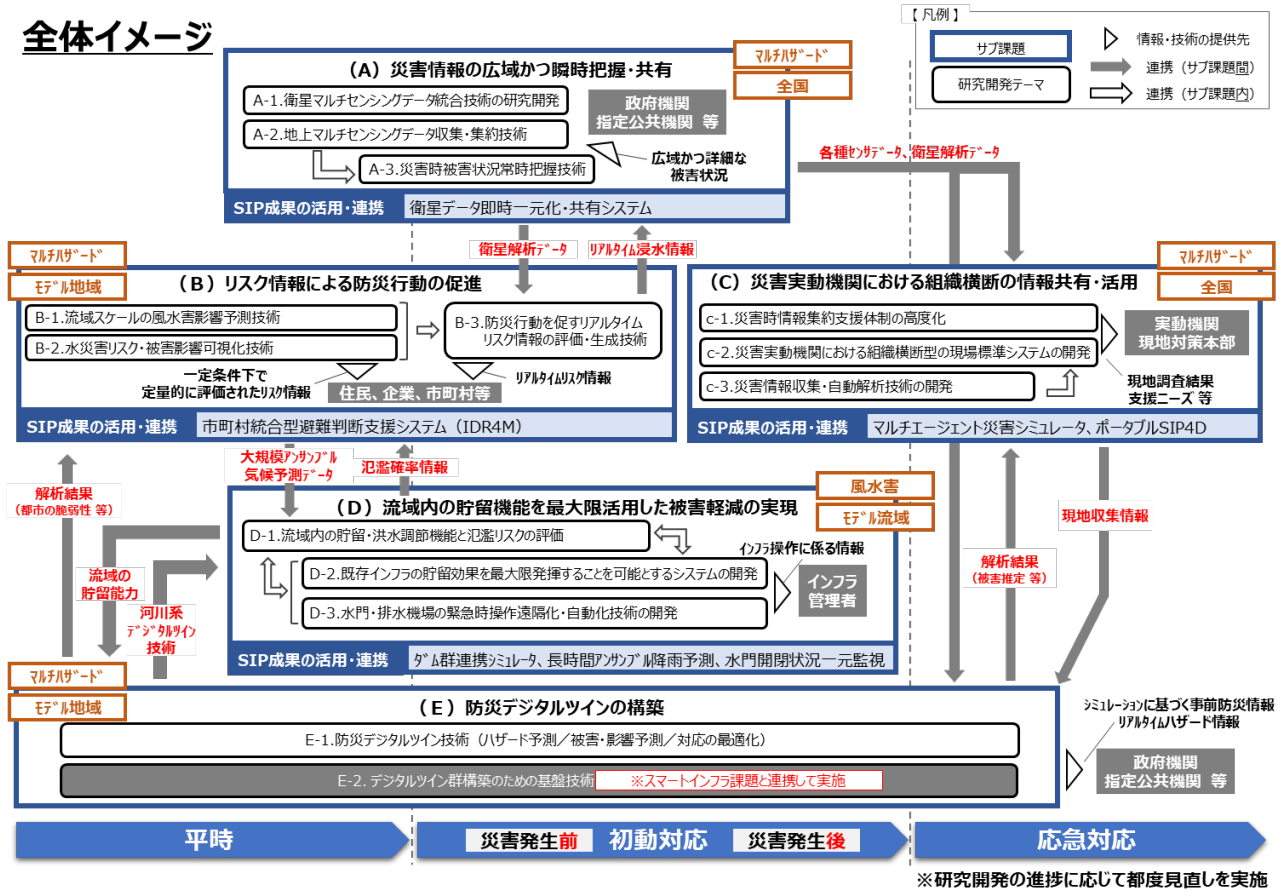 全体イメージ
【 凡例 】
サブ課題
情報・技術の提供先
研究開発テーマ
連携（サブ課題間）
連携（サブ課題内）
マルチハザード
全国
（A）災害情報の広域かつ瞬時把握・共有
A-1.衛星マルチセンシングデータ統合技術の研究開発
A-2.地上マルチセンシングデータ収集・集約技術
A-3.災害時被害状況常時把握技術
政府機関
指定公共機関 等
広域かつ詳細な
被害状況
SIP成果の活用・連携
衛星データ即時一元化・共有システム
各種センサデータ、衛星解析データ
衛星解析データ
リアルタイム浸水情報
マルチハザード
モデル地域
（B）リスク情報による防災行動の促進
B-1.流域スケールの風水害影響予測技術
B-2.水災害リスク・被害影響可視化技術
B-3.防災行動を促すリアルタイム
リスク情報の評価・生成技術
一定条件下で
定量的に評価されたリスク情報
住民、企業、市町村等
リアルタイムリスク情報
SIP成果の活用・連携
市町村統合型避難判断支援システム（IDR4M）
マルチハザード
全国
（C）災害実動機関における組織横断の情報共有・活用
c-1.災害時情報集約支援体制の高度化
c-2.災害実動機関における組織横断型の現場標準システムの開発
c-3.災害情報収集・自動解析技術の開発
実動機関
現地対策本部
現地調査結果
支援ニーズ 等
SIP成果の活用・連携
マルチエージェント災害シミュレータ、ポータブルSIP4D
大規模アンサンブル
気候予測データ
氾濫確率情報
解析結果
（都市の脆弱性 等）
流域の
貯留能力
河川系
デジタルツイン
技術
風水害
モデル流域
（D）流域内の貯留機能を最大限活用した被害軽減の実現
D-1.流域内の貯留・洪水調節機能と氾濫リスクの評価
D-2.既存インフラの貯留効果を最大限発揮することを可能とするシステムの開発
D-3.水門・排水機場の緊急時操作遠隔化・自動化技術の開発
インフラ操作に係る情報
インフラ
管理者
SIP成果の活用・連携
ダム群連携シミュレータ、長時間アンサンブル降雨予測、水門開閉状況一元監視
現地収集情報
解析結果
（被害推定 等）
マルチハザード
モデル地域
（E）防災デジタルツインの構築
E-1.防災デジタルツイン技術（ハザード予測／被害・影響予測／対応の最適化）
E-2. デジタルツイン群構築のための基盤技術
※スマートインフラ課題と連携して実施
シミュレーションに基づく事前防災情報
リアルタイムハザード情報
政府機関
指定公共機関 等
平時
災害発生前
初動対応
災害発生後
応急対応
※研究開発の進捗に応じて都度見直しを実施